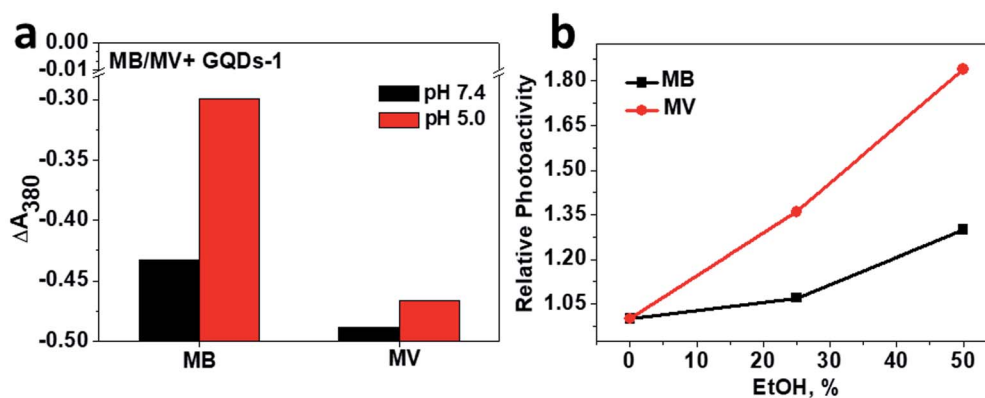 a
MB/MV+ GQDs-1
pH 7.4
pH 5.0
0.00
-0.01
-0.30
-0.35
-0.40
-0.45
-0.50
ΔA380
MB
MV
b
MB
MV
1.80
1.65
1.50
1.35
1.20
1.05
Relative Photoactivity
0
10
20
30
40
50
EtOH, %